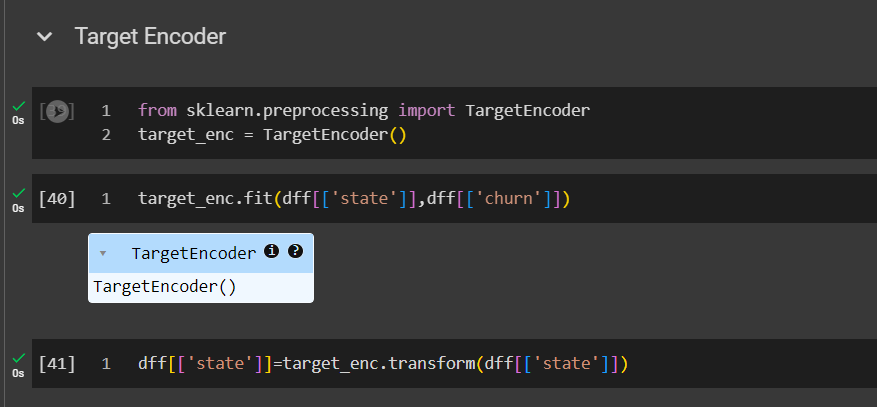 Target Encoder
0s
1 from sklearn.preprocessing import TargetEncoder
2 target_enc = TargetEncoder()
0s
[40] 1 target_enc.fit(dff[['state']],dff[['churn']])
TargetEncoder i ?
TargetEncoder()
0s
[41] 1 dff[['state']]=target_enc.transform(dff[['state']])